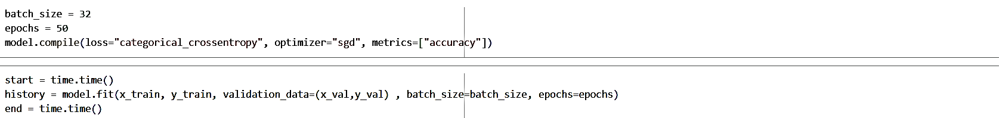 batch_size = 32
epochs = 50
model.compile(loss="categorical_crossentropy", optimizer="sgd", metrics=["accuracy"])
start = time.time()
history = model.fit(x_train, y_train, validation_data=(x_val,y_val) , batch_size=batch_size, epochs=epochs)
end = time.time()